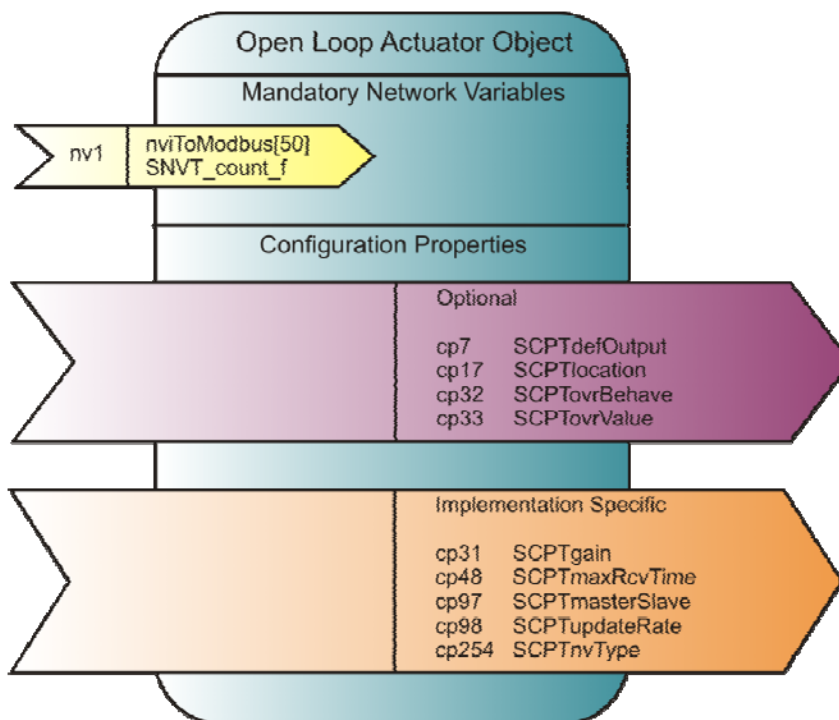 Open Loop Actuator Object
Mandatory Network Variables
nv1 nviToModbus[50]
SNVT_count_f
Configuration Properties
Optional
cp7 SCPTdefOutput
cp17 SCPTlocation
cp32 SCPTovrBehave
cp33 SCPTovrValue
Implementation Specific
cp31 SCPTgain
cp48 SCPTmaxRcvTime
cp97 SCPTmasterSlave
cp98 SCPTupdateRate
cp254 SCPTnvType